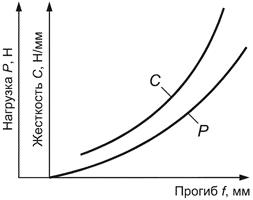 Нагрузка P, Н
Жесткость C, Н/мм
C
P
Прогиб f, мм